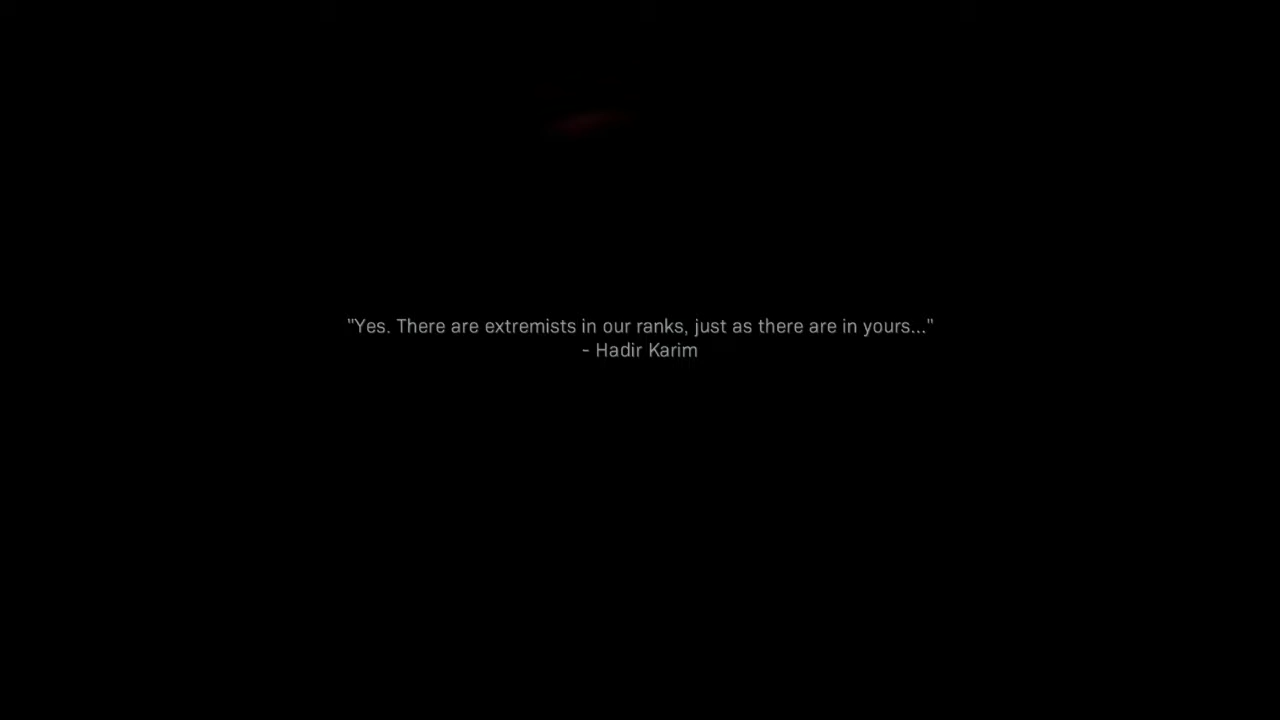 "Yes. There are extremists in our ranks, just as there are in yours..."
- Hadir Karim